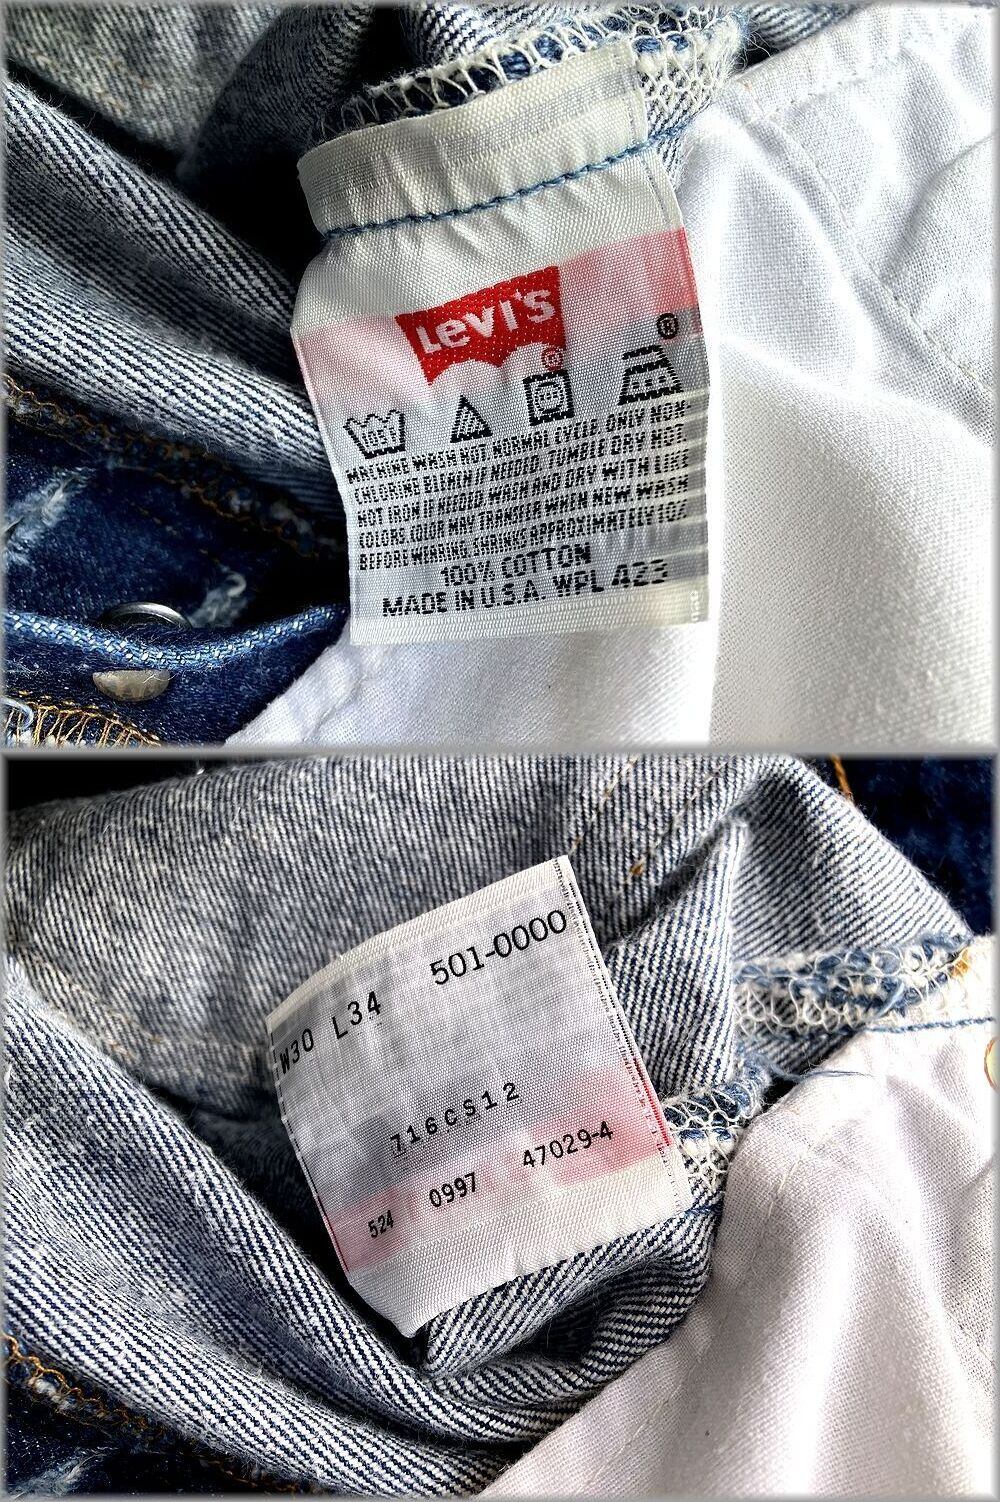 Levi's
®
®
105°
MACHINE WASH HOT NORMAL CYCLE. ONLY NON-
CHLORINE BLEACH IF NEEDED. TUMBLE DRY HOT.
HOT IRON IF NEEDED WASH AND DRY WITH LIKE
COLORS. COLOR MAY TRANSFER WHEN NEW. WASH
BEFORE WEARING. SHRINKS APPROXIMATELY 10%
100% COTTON
MADE IN U.S.A. WPL 423
501-0000
W30 L34
716CS12
524 0997 47029-4